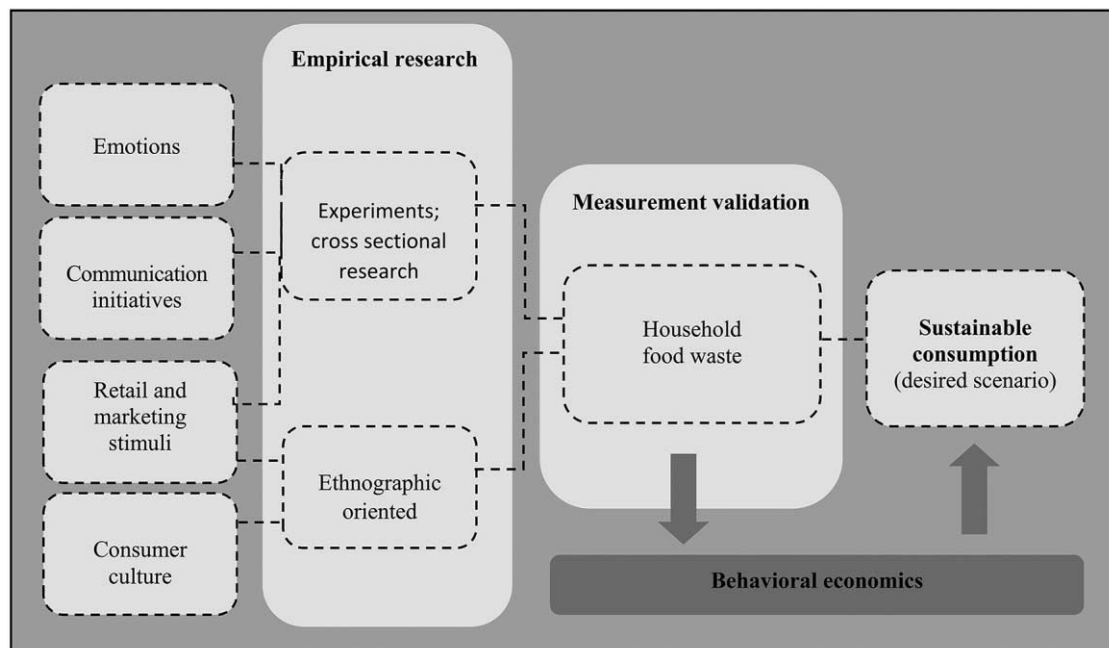 Empirical research
Emotions
Experiments;
cross sectional
research
Communication
initiatives
Retail and
marketing
stimuli
Ethnographic
oriented
Consumer
culture
Measurement validation
Household
food waste
Sustainable
consumption
(desired scenario)
Behavioral economics